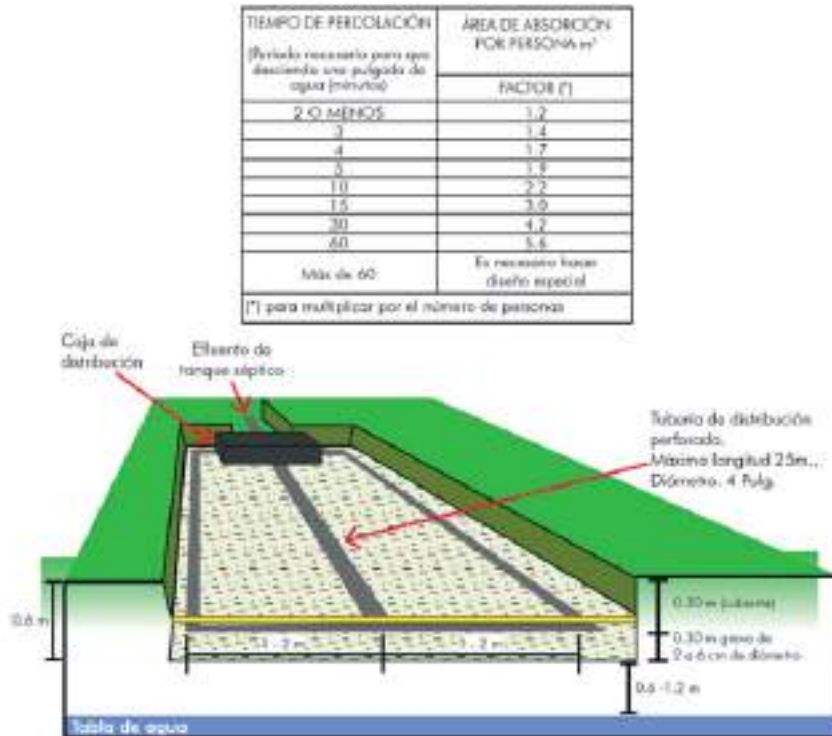 TIEMPO DE PERCOLACIÓN
(Período necesario para que
descienda una pulgada de
agua (minutos)
ÁREA DE ABSORCIÓN
POR PERSONA m²
FACTOR (*)
2 O MENOS 1.2
3 1.4
4 1.7
5 1.9
10 2.2
15 3.0
30 4.2
60 5.6
Más de 60
Es necesario hacer
diseño especial
(*) para multiplicar por el número de personas
Caja de
distribución
Efluente de
tanque séptico
Tubería de distribución
perforada.
Máxima longitud 25m.,
Diámetro. 4 Pulg.
0.6 m
1 - 2 m
1 - 2 m
0.30 m (cubierta)
0.30 m grava de
2 a 6 cm de diámetro
0.6 -1.2 m
Tabla de agua